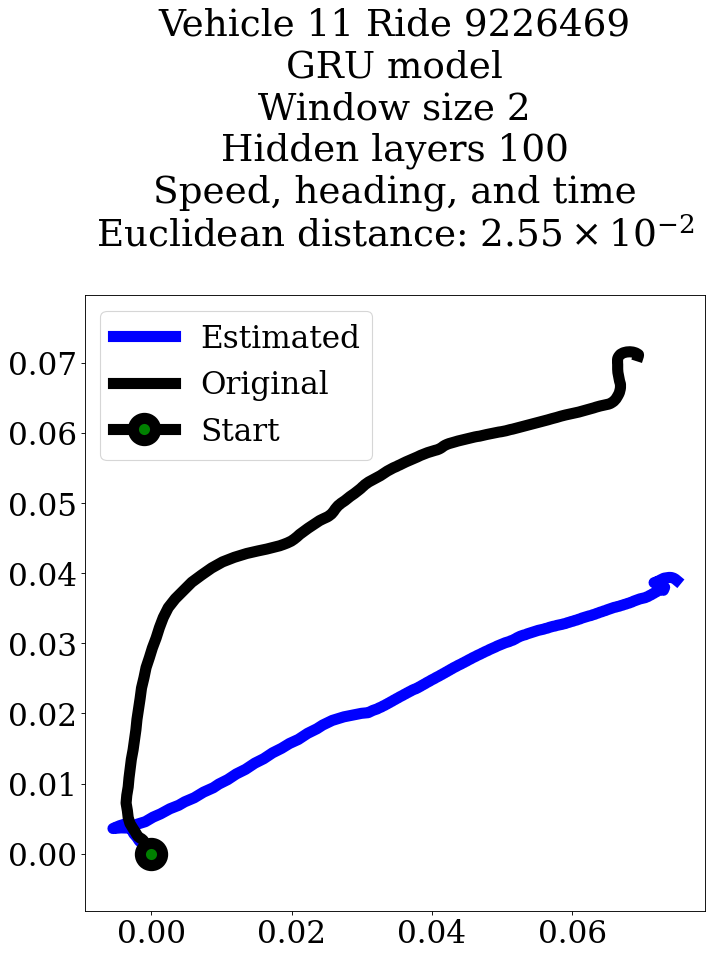 Vehicle 11 Ride 9226469
GRU model
Window size 2
Hidden layers 100
Speed, heading, and time
Euclidean distance: 2.55 × 10⁻²
Estimated
Original
Start
0.07
0.06
0.05
0.04
0.03
0.02
0.01
0.00
0.00 0.02 0.04 0.06